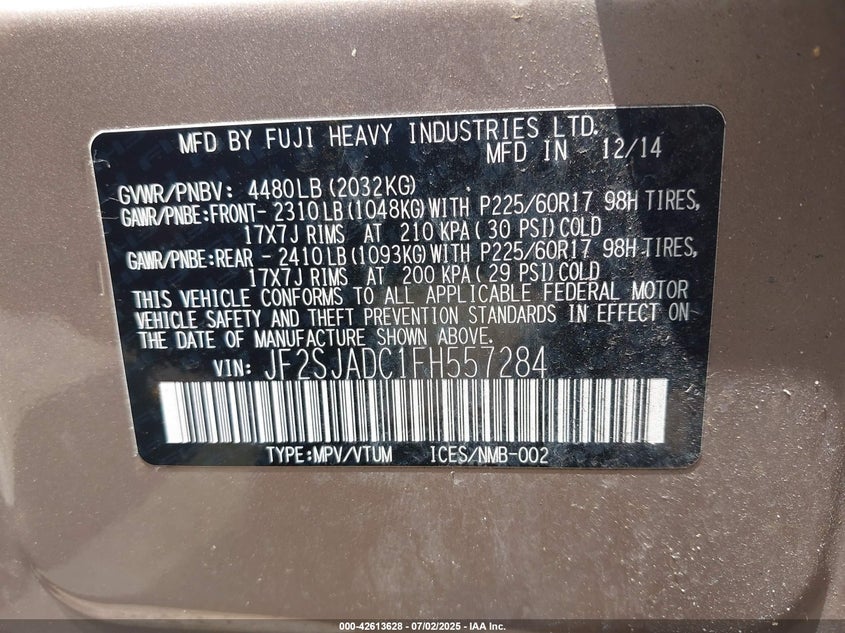 MFD BY FUJI HEAVY INDUSTRIES LTD.
MFD IN 12/14
GVWR/PNBV: 4480LB (2032KG)
GAWR/PNBE:FRONT- 2310LB (1048KG) WITH P225/60R17 98H TIRES,
17X7J RIMS AT 210 KPA ( 30 PSI) COLD
GAWR/PNBE:REAR - 2410LB (1093KG) WITH P225/60R17 98H TIRES,
17X7J RIMS AT 200 KPA ( 29 PSI) COLD
THIS VEHICLE CONFORMS TO ALL APPLICABLE FEDERAL MOTOR
VEHICLE SAFETY AND THEFT PREVENTION STANDARDS IN EFFECT ON
THE DATE OF MANUFACTURE SHOWN ABOVE.
VIN: JF2SJADC1FH557284
TYPE:MPV/VTUM ICES/NMB-002
000-42613628 - 07/02/2025 - IAA Inc.